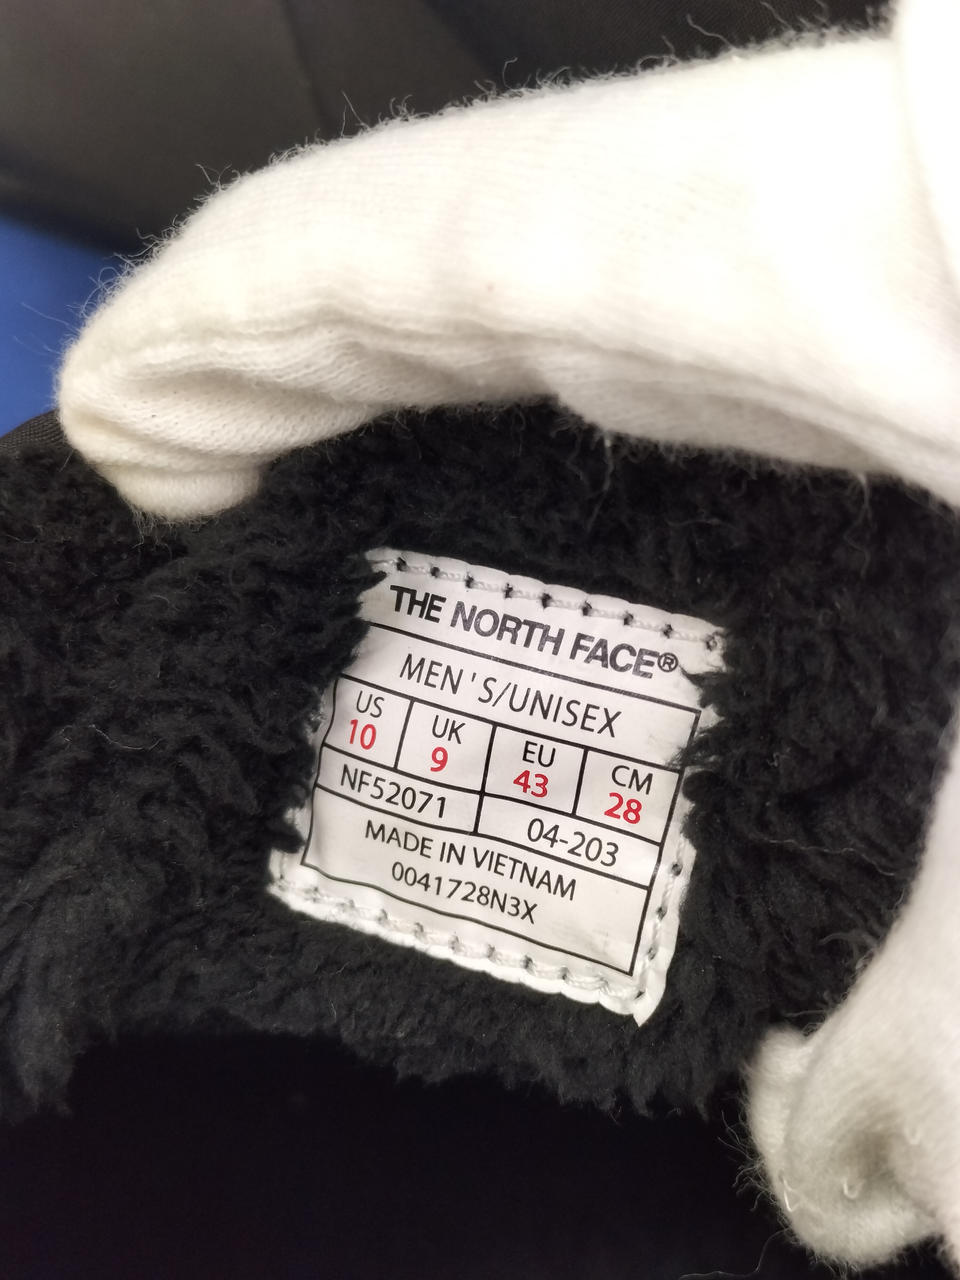 THE NORTH FACE®
MEN'S/UNISEX
US UK EU CM
10 9 43 28
NF52071 04-203
MADE IN VIETNAM
0041728N3X